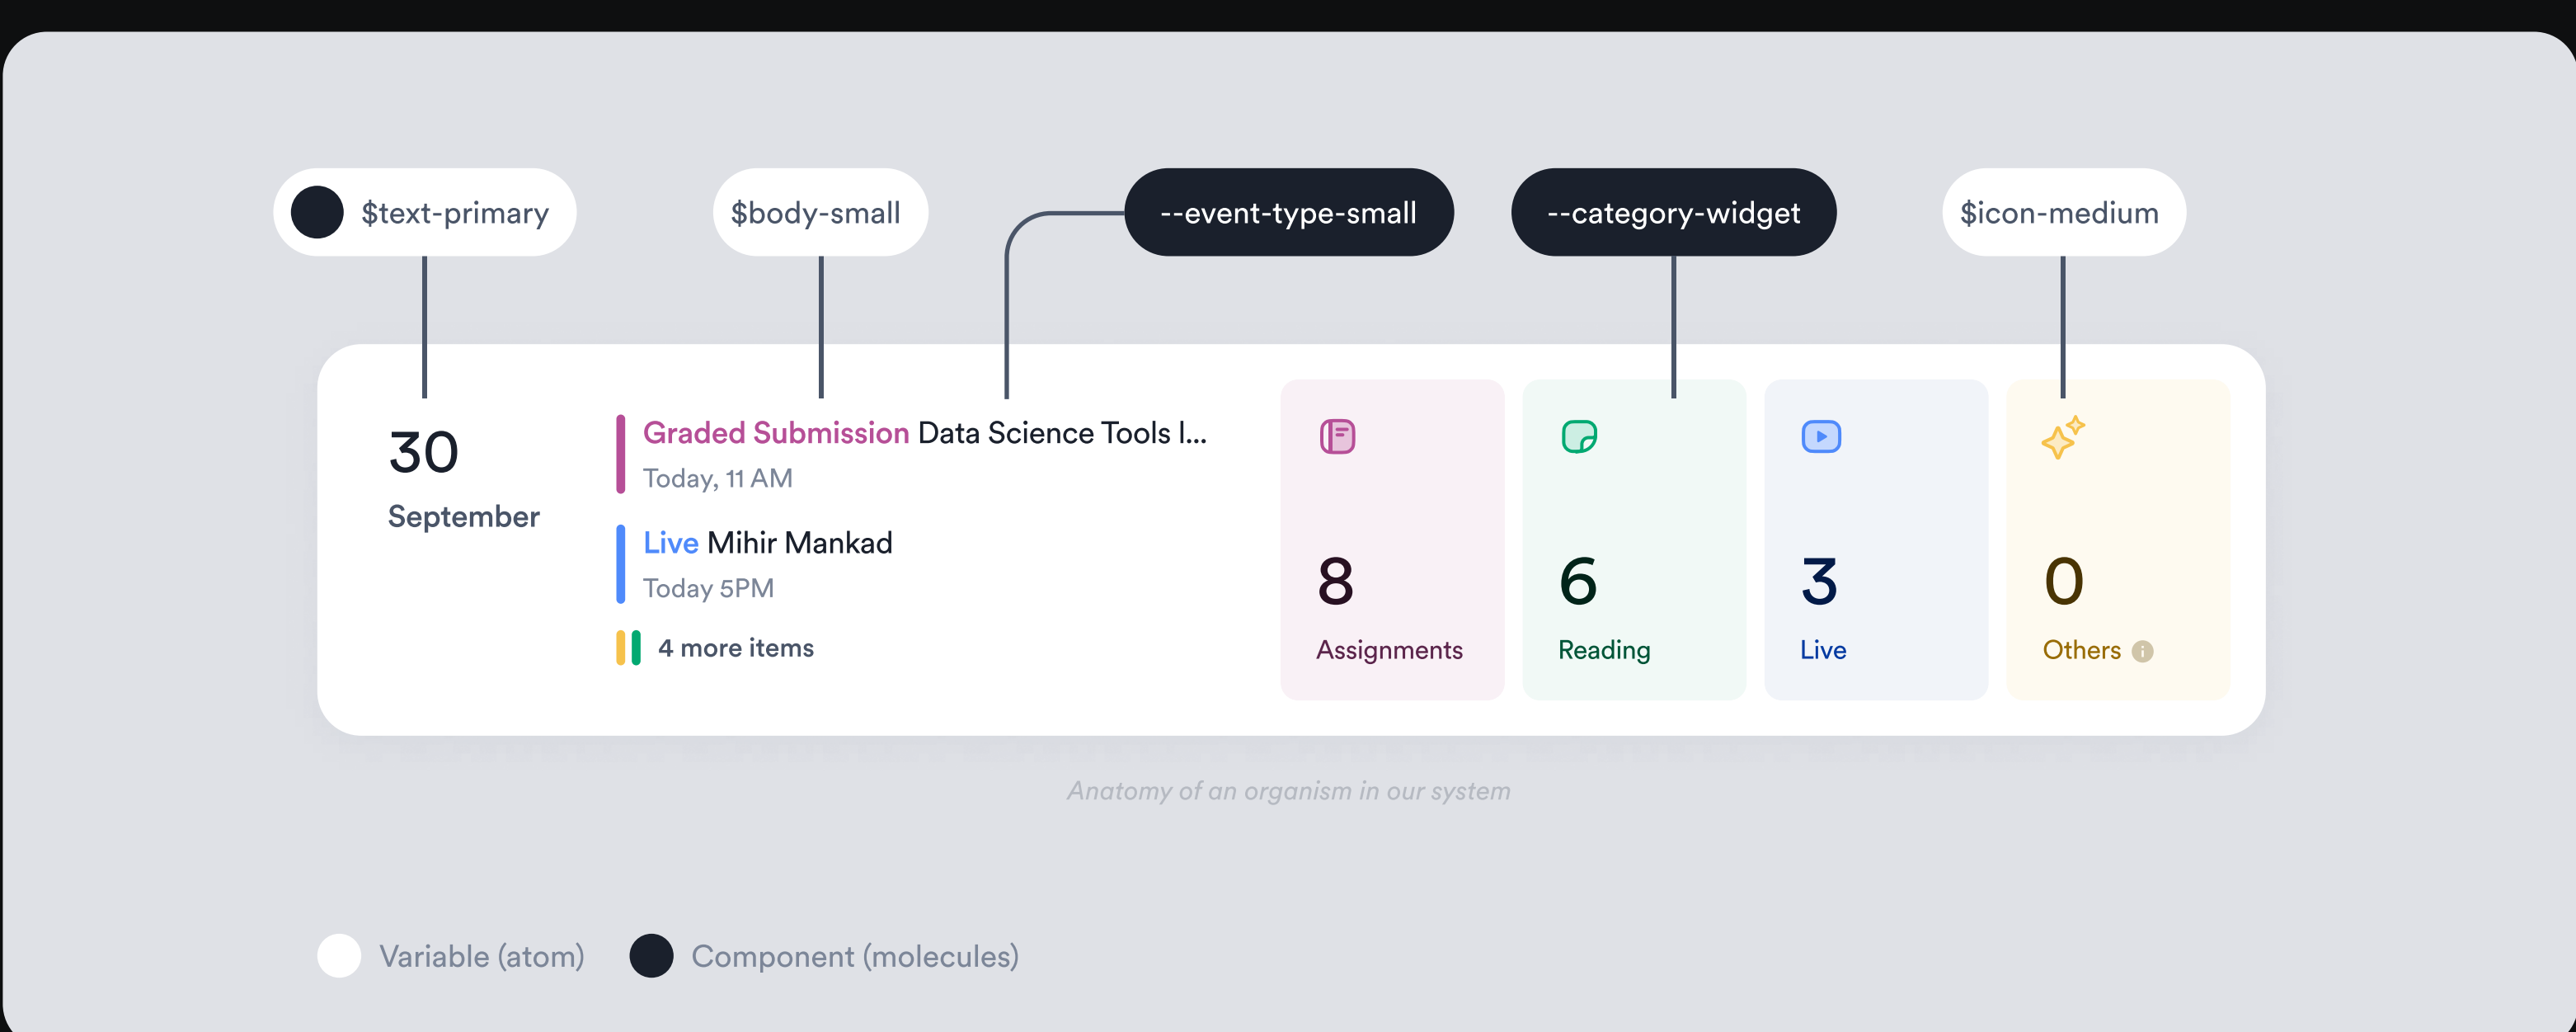 $text-primary
$body-small
--event-type-small
--category-widget
$icon-medium
30
September
Graded Submission Data Science Tools I...
Today, 11 AM
Live Mihir Mankad
Today 5PM
4 more items
8
Assignments
6
Reading
3
Live
0
Others
Anatomy of an organism in our system
Variable (atom)
Component (molecules)